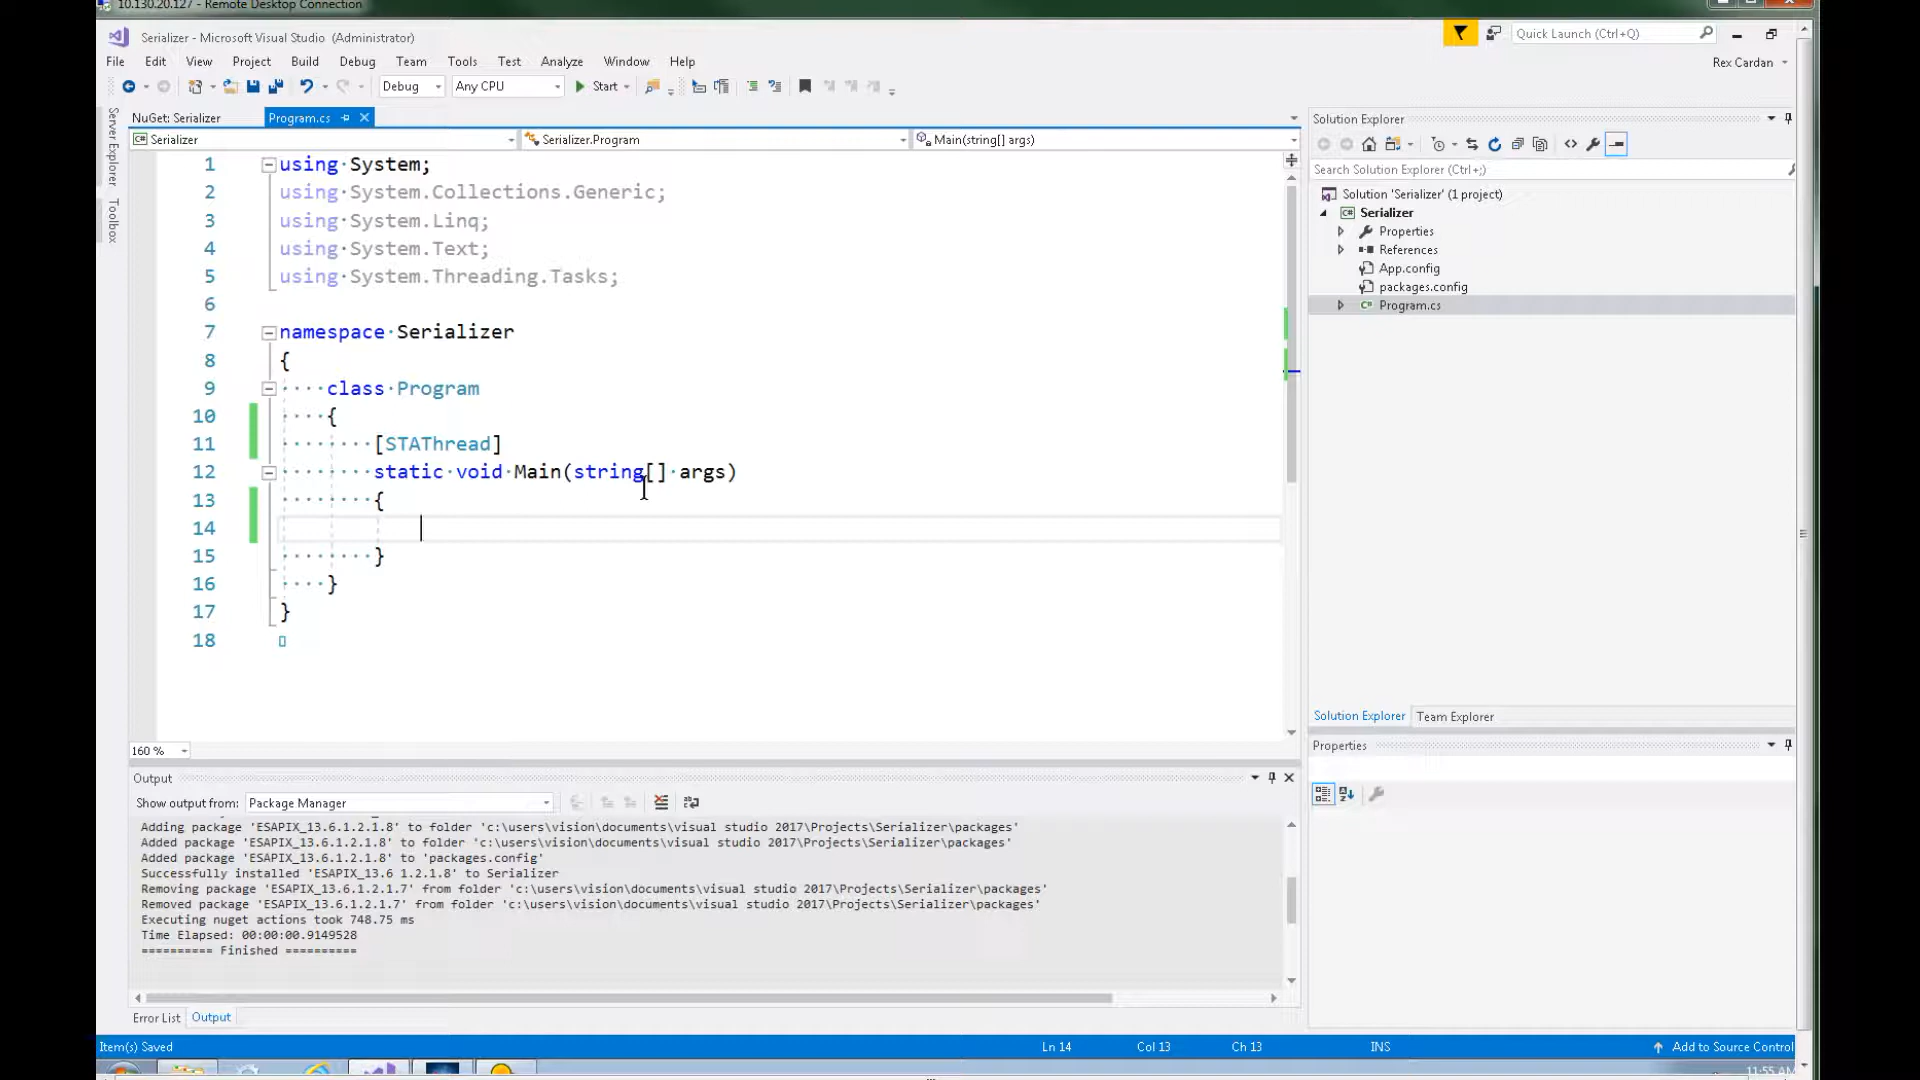 10.130.20.127 - Remote Desktop Connection
Serializer - Microsoft Visual Studio (Administrator)
Quick Launch (Ctrl+Q)
File Edit View Project Build Debug Team Tools Test Analyze Window Help
Rex Cardan
Debug Any CPU Start
Server Explorer
Toolbox
NuGet: Serializer Program.cs
Serializer Serializer.Program Main(string[] args)
1 using System;
2 using System.Collections.Generic;
3 using System.Linq;
4 using System.Text;
5 using System.Threading.Tasks;
6
7 namespace Serializer
8 {
9 class Program
10 {
11 [STAThread]
12 static void Main(string[] args)
13 {
14
15 }
16 }
17 }
18
160 %
Solution Explorer
Search Solution Explorer (Ctrl+;)
Solution 'Serializer' (1 project)
Serializer
Properties
References
App.config
packages.config
Program.cs
Solution Explorer Team Explorer
Properties
Output
Show output from: Package Manager
Adding package 'ESAPIX_13.6.1.2.1.8' to folder 'c:\users\vision\documents\visual studio 2017\Projects\Serializer\packages'
Added package 'ESAPIX_13.6.1.2.1.8' to folder 'c:\users\vision\documents\visual studio 2017\Projects\Serializer\packages'
Added package 'ESAPIX_13.6.1.2.1.8' to 'packages.config'
Successfully installed 'ESAPIX_13.6 1.2.1.8' to Serializer
Removing package 'ESAPIX_13.6.1.2.1.7' from folder 'c:\users\vision\documents\visual studio 2017\Projects\Serializer\packages'
Removed package 'ESAPIX_13.6.1.2.1.7' from folder 'c:\users\vision\documents\visual studio 2017\Projects\Serializer\packages'
Executing nuget actions took 748.75 ms
Time Elapsed: 00:00:00.9149528
========== Finished ==========
Error List Output
Item(s) Saved Ln 14 Col 13 Ch 13 INS Add to Source Control
11:55 AM